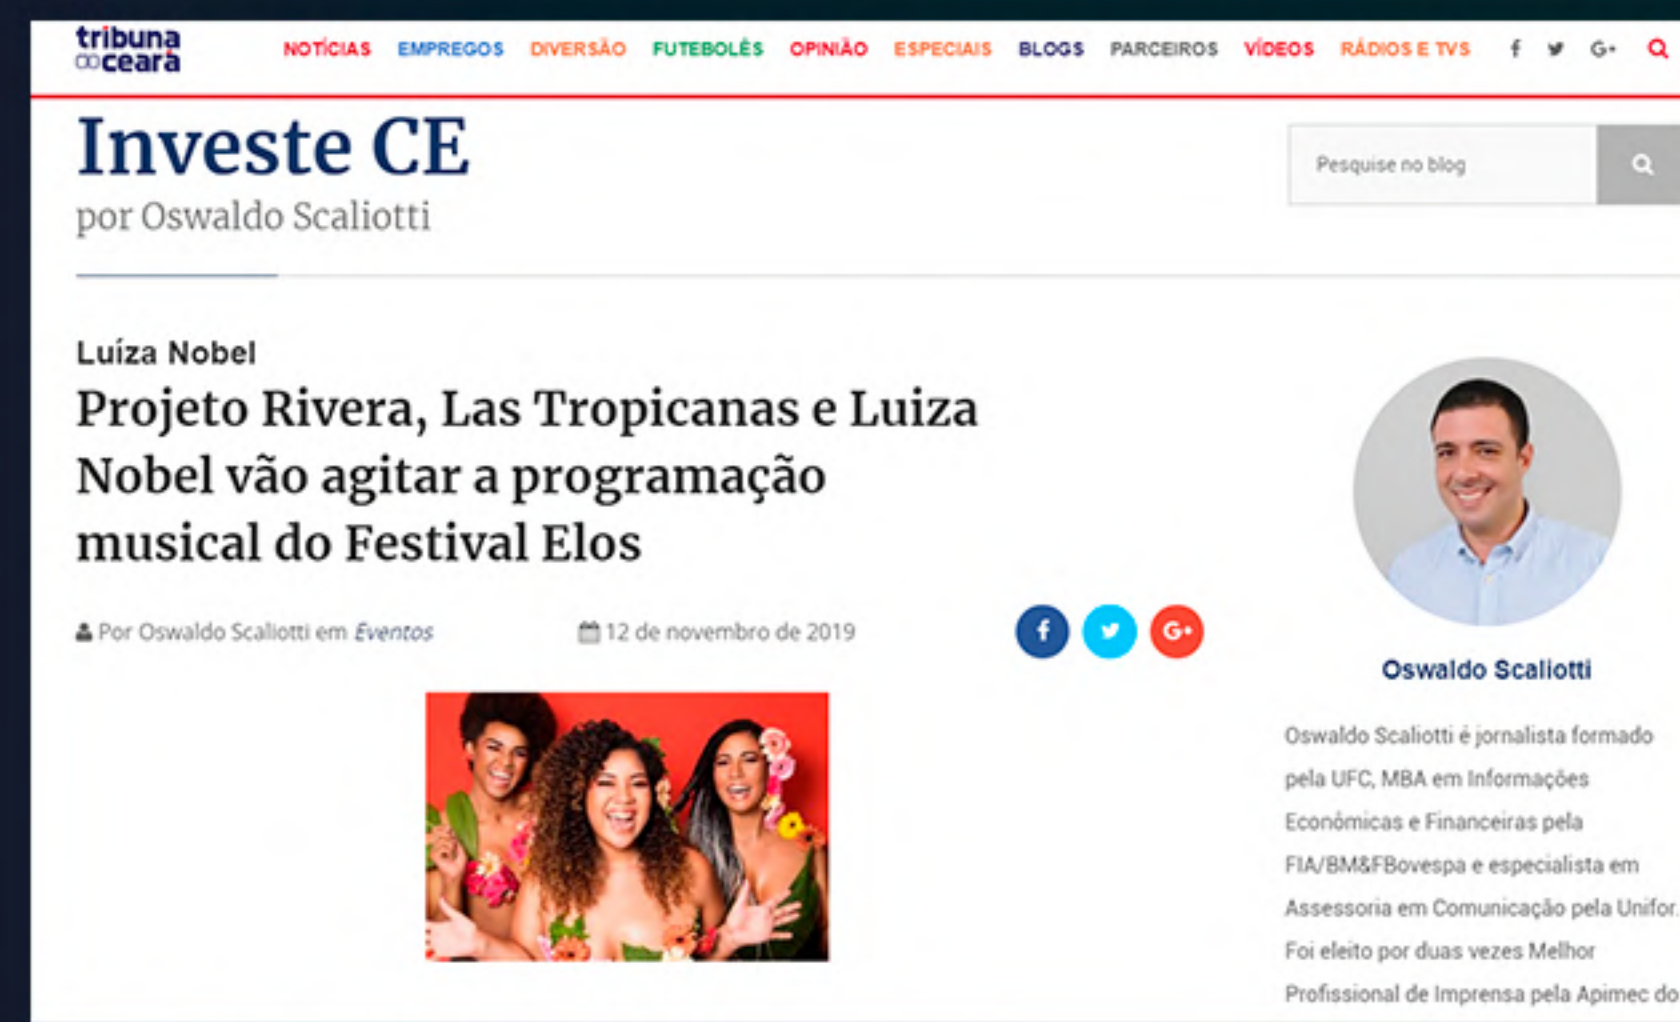 tribuna
do ceará
NOTÍCIAS EMPREGOS DIVERSÃO FUTEBOLÊS OPINIÃO ESPECIAIS BLOGS PARCEIROS VÍDEOS RÁDIOS E TVS
Investe CE
por Oswaldo Scaliotti
Pesquise no blog
Luíza Nobel
Projeto Rivera, Las Tropicanas e Luiza
Nobel vão agitar a programação
musical do Festival Elos
Por Oswaldo Scaliotti em Eventos
12 de novembro de 2019
Oswaldo Scaliotti
Oswaldo Scaliotti é jornalista formado
pela UFC, MBA em Informações
Econômicas e Financeiras pela
FIA/BM&FBovespa e especialista em
Assessoria em Comunicação pela Unifor.
Foi eleito por duas vezes Melhor
Profissional de Imprensa pela Apimec do